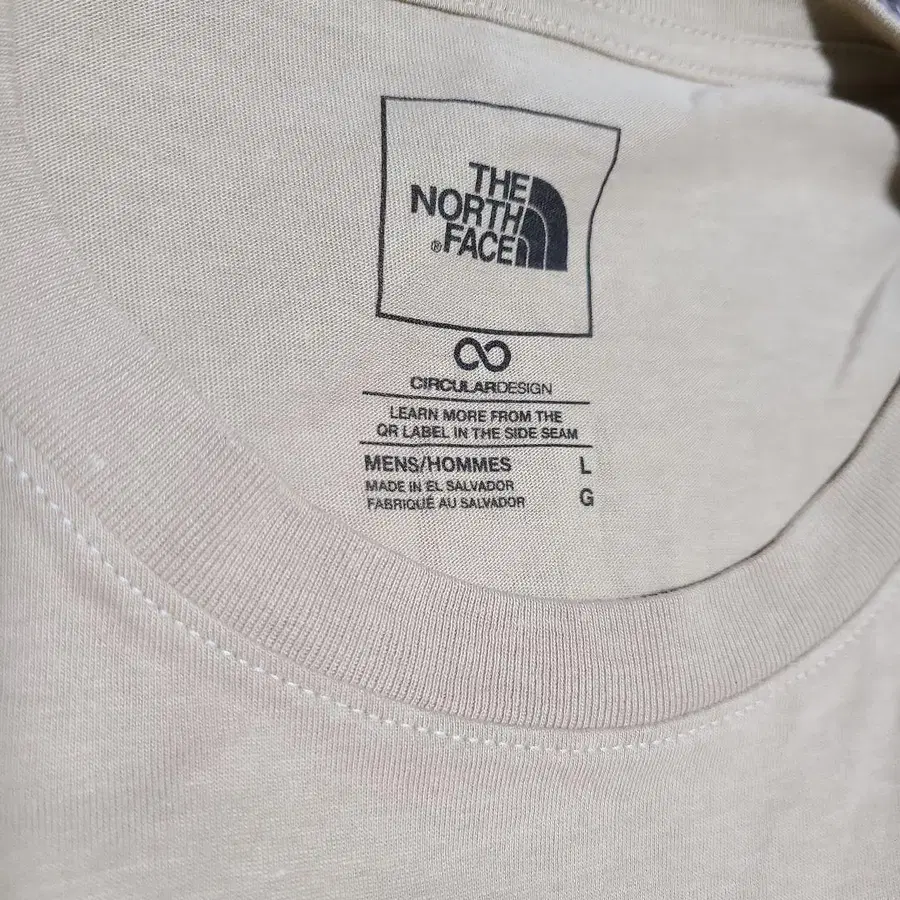 THE
NORTH
®FACE
CIRCULARDESIGN
LEARN MORE FROM THE
QR LABEL IN THE SIDE SEAM
MENS/HOMMES L
MADE IN EL SALVADOR
FABRIQUÉ AU SALVADOR G